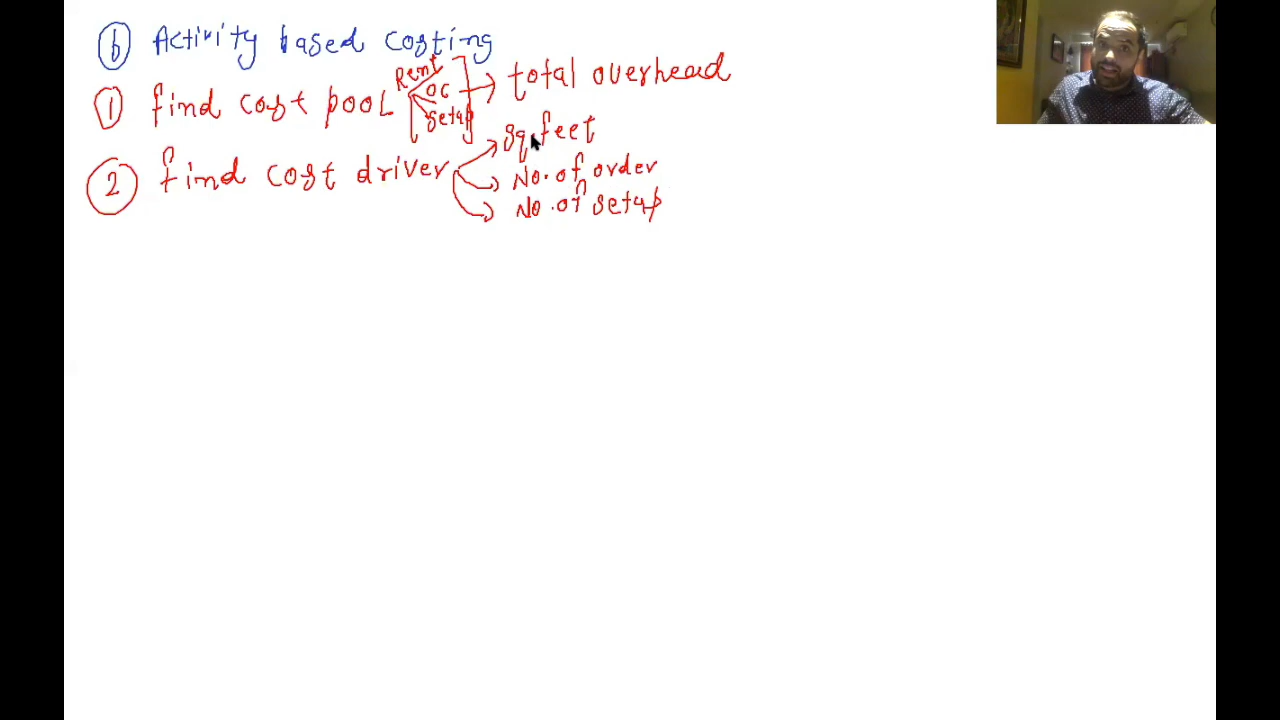 6 Activity based costing
1 find cost pool Rent OC setup → total overhead
2 find cost driver sq.feet
No. of order
No. of setup